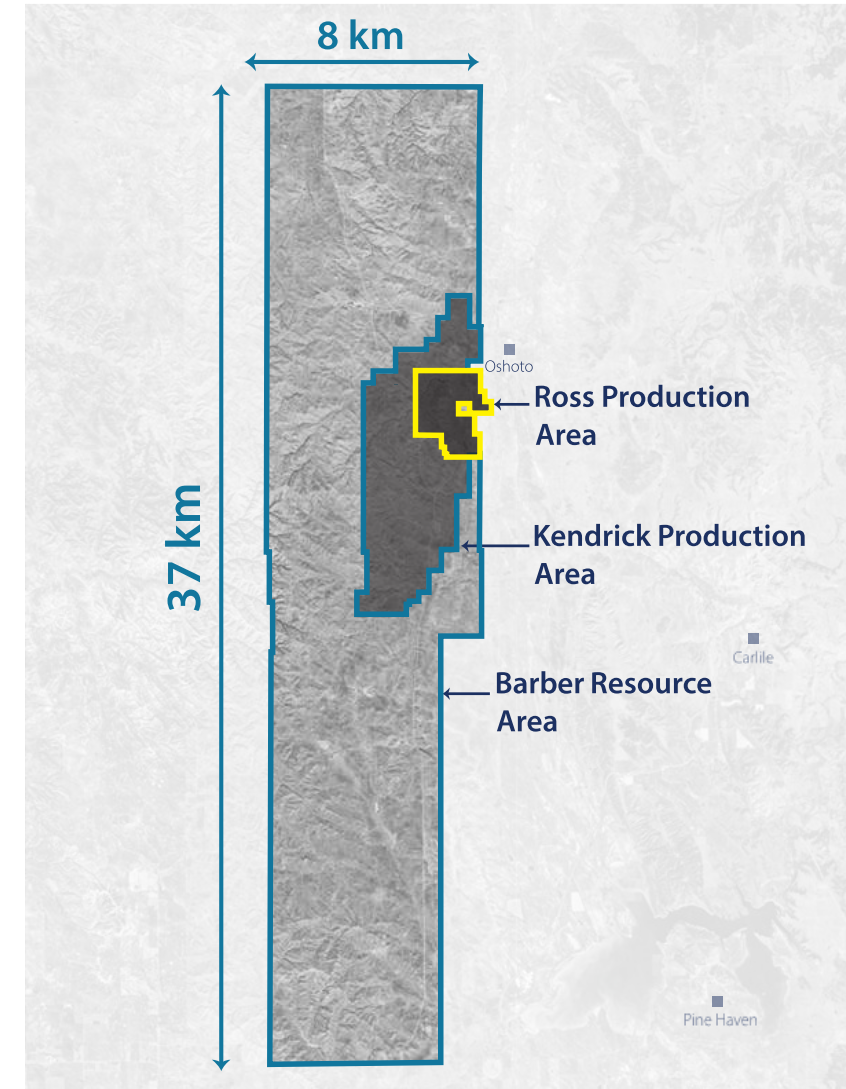 8 km
37 km
Oshoto
Ross Production
Area
Kendrick Production
Area
Carlile
Barber Resource
Area
Pine Haven